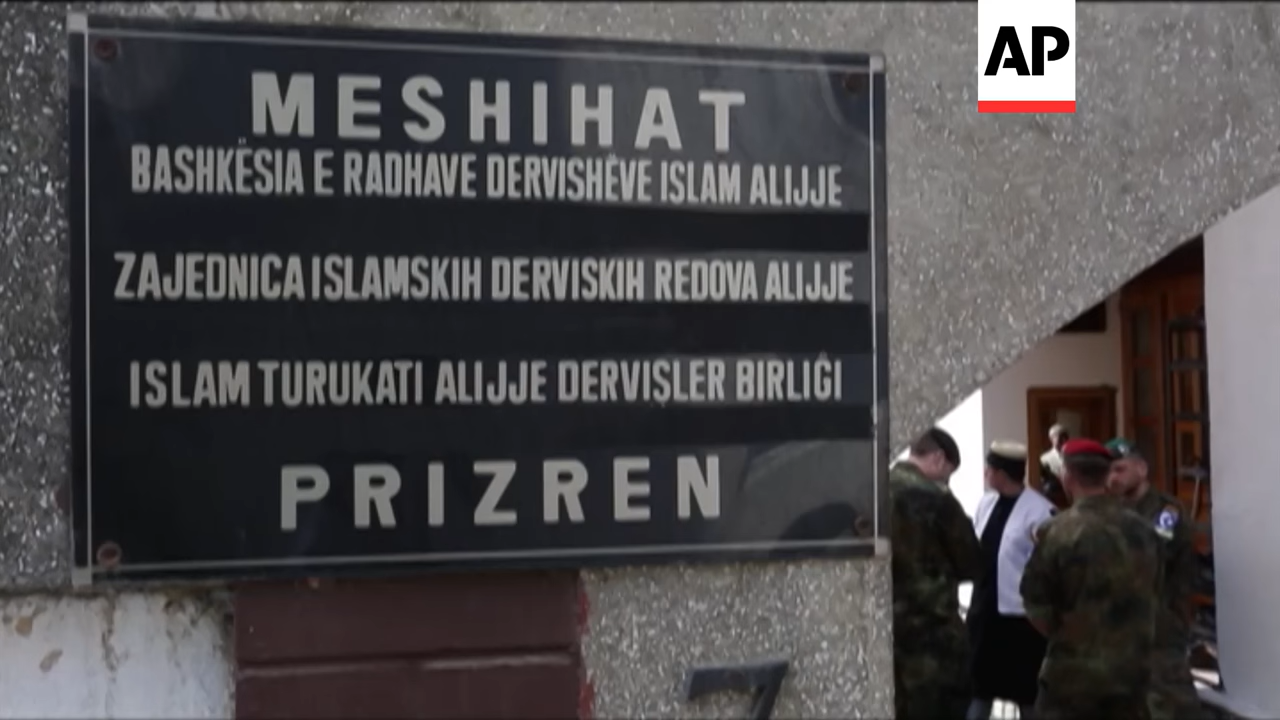 AP
MESHIHAT
BASHKËSIA E RADHAVE DERVISHËVE ISLAM ALIJJE
ZAJEDNICA ISLAMSKIH DERVISKIH REDOVA ALIJJE
ISLAM TURUKATI ALIJJE DERVIŞLER BIRLIĞI
PRIZREN
7